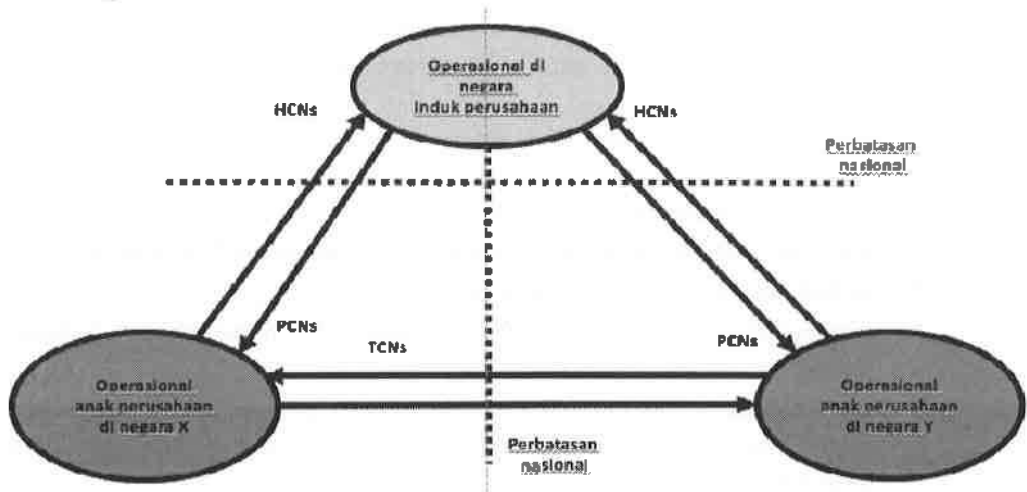 Operasional di
negara
induk perusahaan
HCNs
HCNs
Perbatasan
nasional
PCNs
TCNs
PCNs
Operasional
anak perusahaan
di negara X
Operasional
anak perusahaan
di negara Y
Perbatasan
nasional